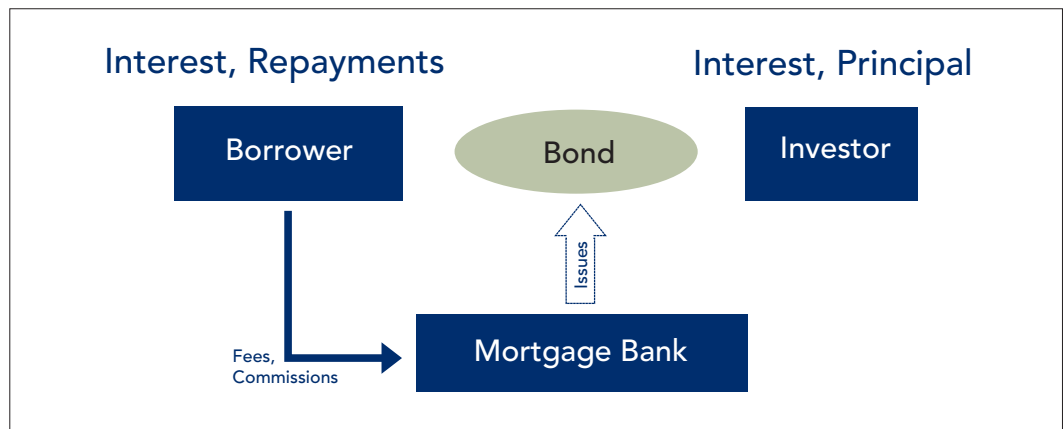 Interest, Repayments
Interest, Principal
Borrower
Bond
Investor
Issues
Mortgage Bank
Fees,
Commissions